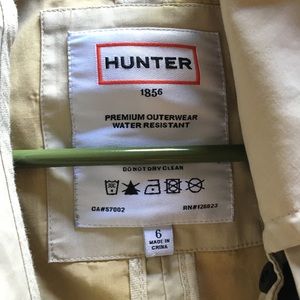 HUNTER
1856
PREMIUM OUTERWEAR
WATER RESISTANT
DO NOT DRY CLEAN
CA#57002
RN#126823
6
MADE IN
CHINA